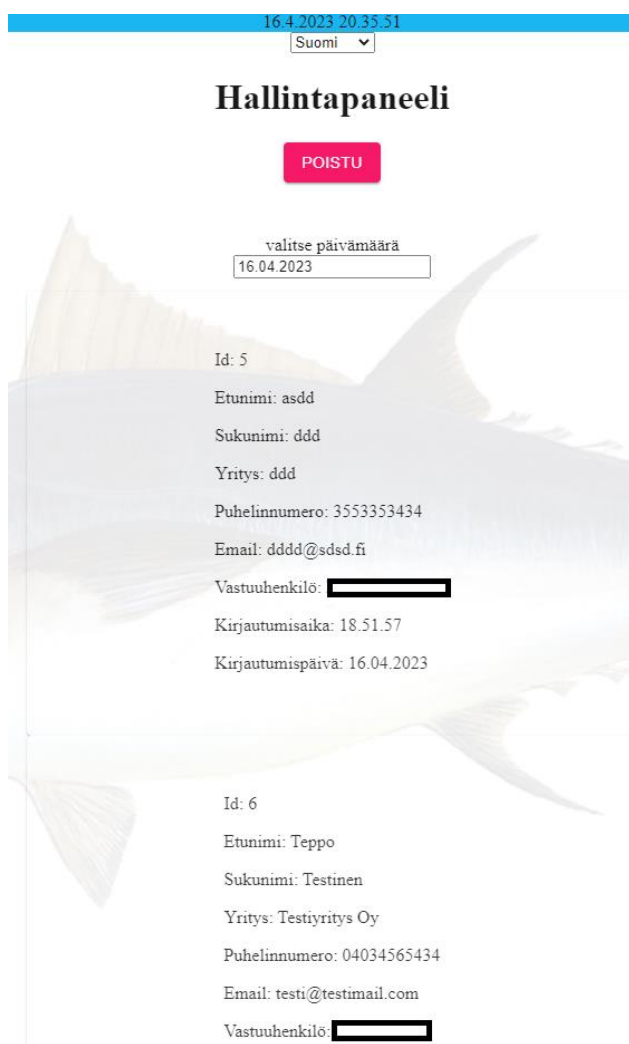 16.4.2023 20.35.51
Suomi
Hallintapaneeli
POISTU
valitse päivämäärä
16.04.2023
Id: 5
Etunimi: asdd
Sukunimi: ddd
Yritys: ddd
Puhelinnumero: 3553353434
Email: dddd@sdsd.fi
Vastuuhenkilö:
Kirjautumisaika: 18.51.57
Kirjautumispäivä: 16.04.2023
Id: 6
Etunimi: Teppo
Sukunimi: Testinen
Yritys: Testiyritys Oy
Puhelinnumero: 04034565434
Email: testi@testimail.com
Vastuuhenkilö: